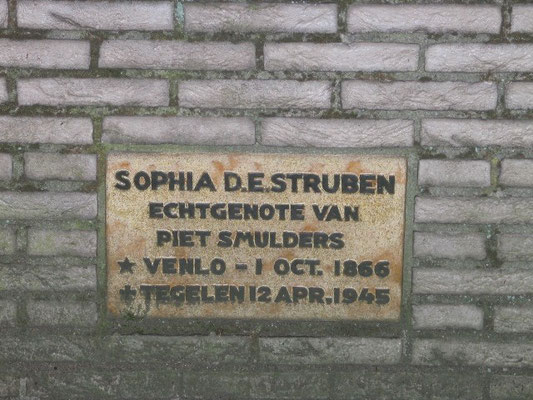 SOPHIA D.E. STRUBEN
ECHTGENOTE VAN
PIET SMULDERS
★ VENLO - 1 OCT. 1866
✝ TEGELEN 12 APR. 1945